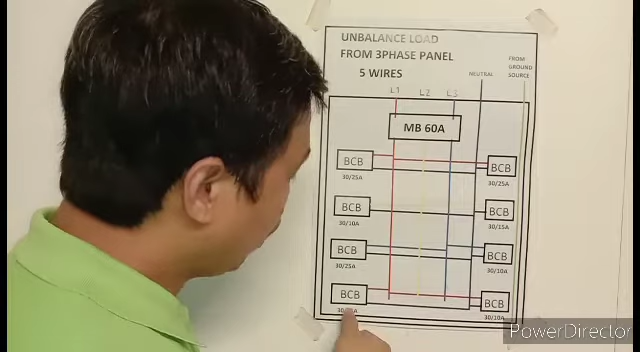 UNBALANCE LOAD
FROM 3PHASE PANEL
5 WIRES
NEUTRAL
FROM
GROUND
SOURCE
L1 L2 L3
MB 60A
BCB
30/25A
BCB
30/25A
BCB
30/10A
BCB
30/15A
BCB
30/25A
BCB
30/10A
BCB
BCB
30/10A
PowerDirector